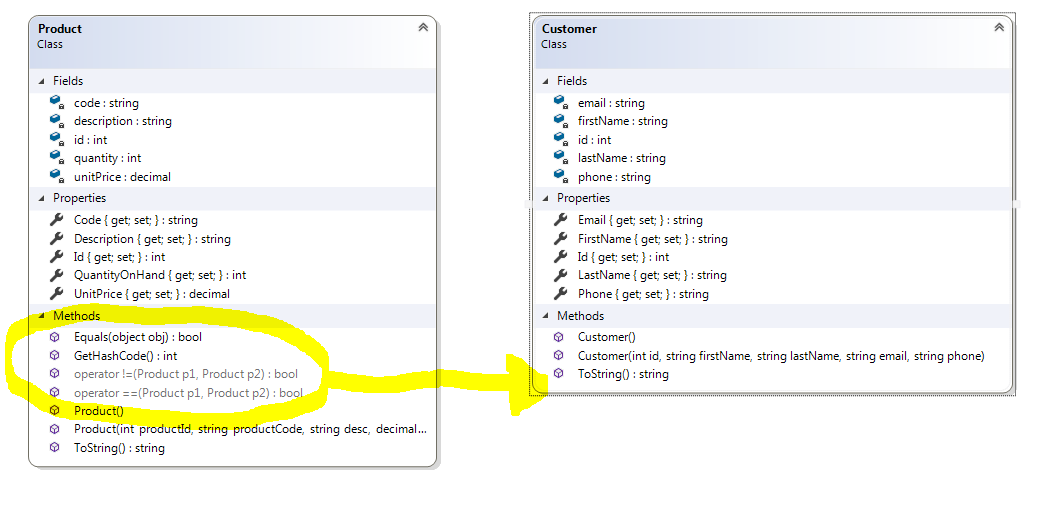 Product
Class
Fields
code : string
description : string
id : int
quantity : int
unitPrice : decimal
Properties
Code { get; set; } : string
Description { get; set; } : string
Id { get; set; } : int
QuantityOnHand { get; set; } : int
UnitPrice { get; set; } : decimal
Methods
Equals(object obj) : bool
GetHashCode() : int
operator !=(Product p1, Product p2) : bool
operator ==(Product p1, Product p2) : bool
Product()
Product(int productId, string productCode, string desc, decimal...
ToString() : string
Customer
Class
Fields
email : string
firstName : string
id : int
lastName : string
phone : string
Properties
Email { get; set; } : string
FirstName { get; set; } : string
Id { get; set; } : int
LastName { get; set; } : string
Phone { get; set; } : string
Methods
Customer()
Customer(int id, string firstName, string lastName, string email, string phone)
ToString() : string